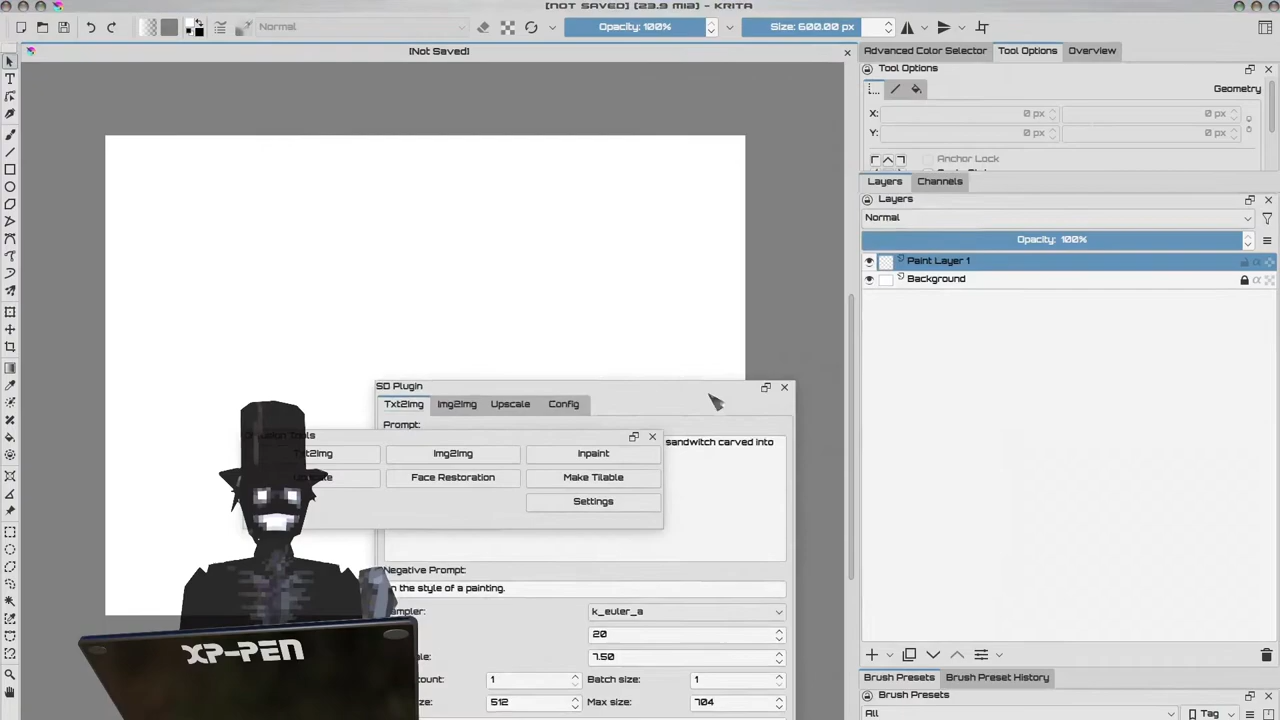 [NOT SAVED] (23.9 MiB) - KRITA
Normal
Opacity: 100%
Size: 600.00 px
[Not Saved]
Advanced Color Selector
Tool Options
Overview
Tool Options
Geometry
X:
0 px
0 px
Y:
0 px
0 px
Anchor Lock
Layers
Channels
Layers
Normal
Opacity: 100%
Paint Layer 1
Background
SD Plugin
Txt2Img
Img2Img
Upscale
Config
Prompt:
sandwitch carved into
Txt2Img
Img2Img
Inpaint
Face Restoration
Make Tilable
Settings
Negative Prompt:
in the style of a painting.
k_euler_a
20
7.50
1
Batch size:
1
512
Max size:
704
XP-PEN
Brush Presets
Brush Preset History
Brush Presets
All
Tag